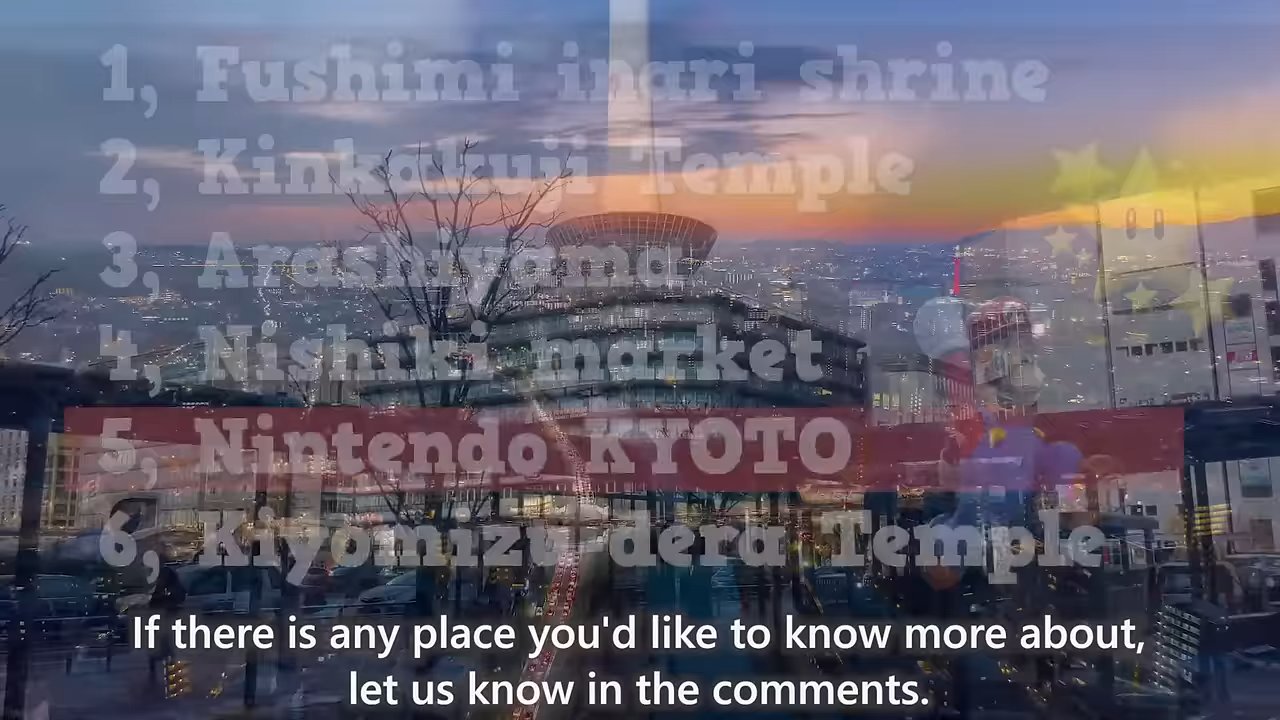 1, Fushimi inari shrine
2, Kinkakuji Temple
3, Arashiyama
4, Nishiki market
5, Nintendo KYOTO
6, Kiyomizu dera Temple
If there is any place you'd like to know more about,
let us know in the comments.